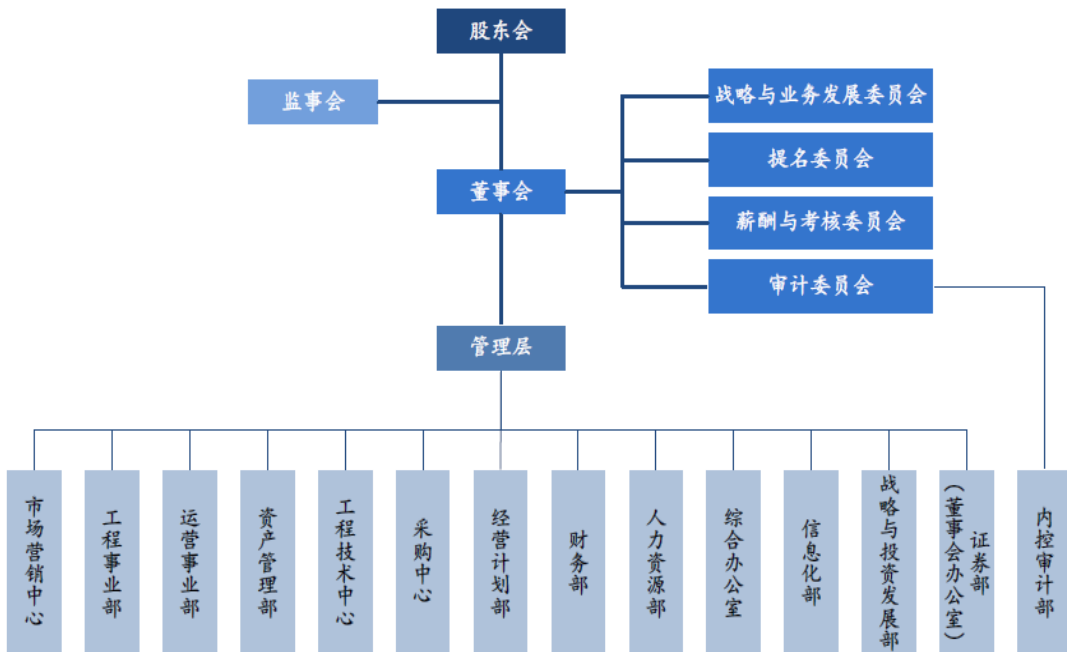 股东会
监事会
战略与业务发展委员会
提名委员会
董事会
薪酬与考核委员会
审计委员会
管理层
市场营销中心
工程事业部
运营事业部
资产管理部
工程技术中心
采购中心
经营计划部
财务部
人力资源部
综合办公室
信息化部
战略与投资发展部
证券部
（董事会办公室）
内控审计部